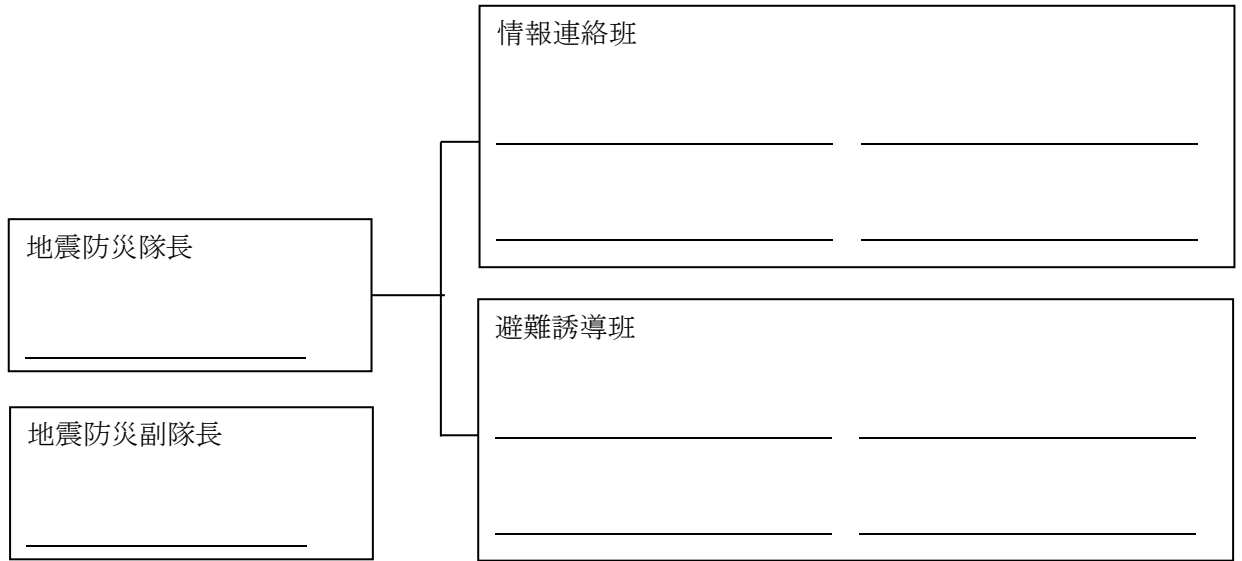 情報連絡班
地震防災隊長
避難誘導班
地震防災副隊長